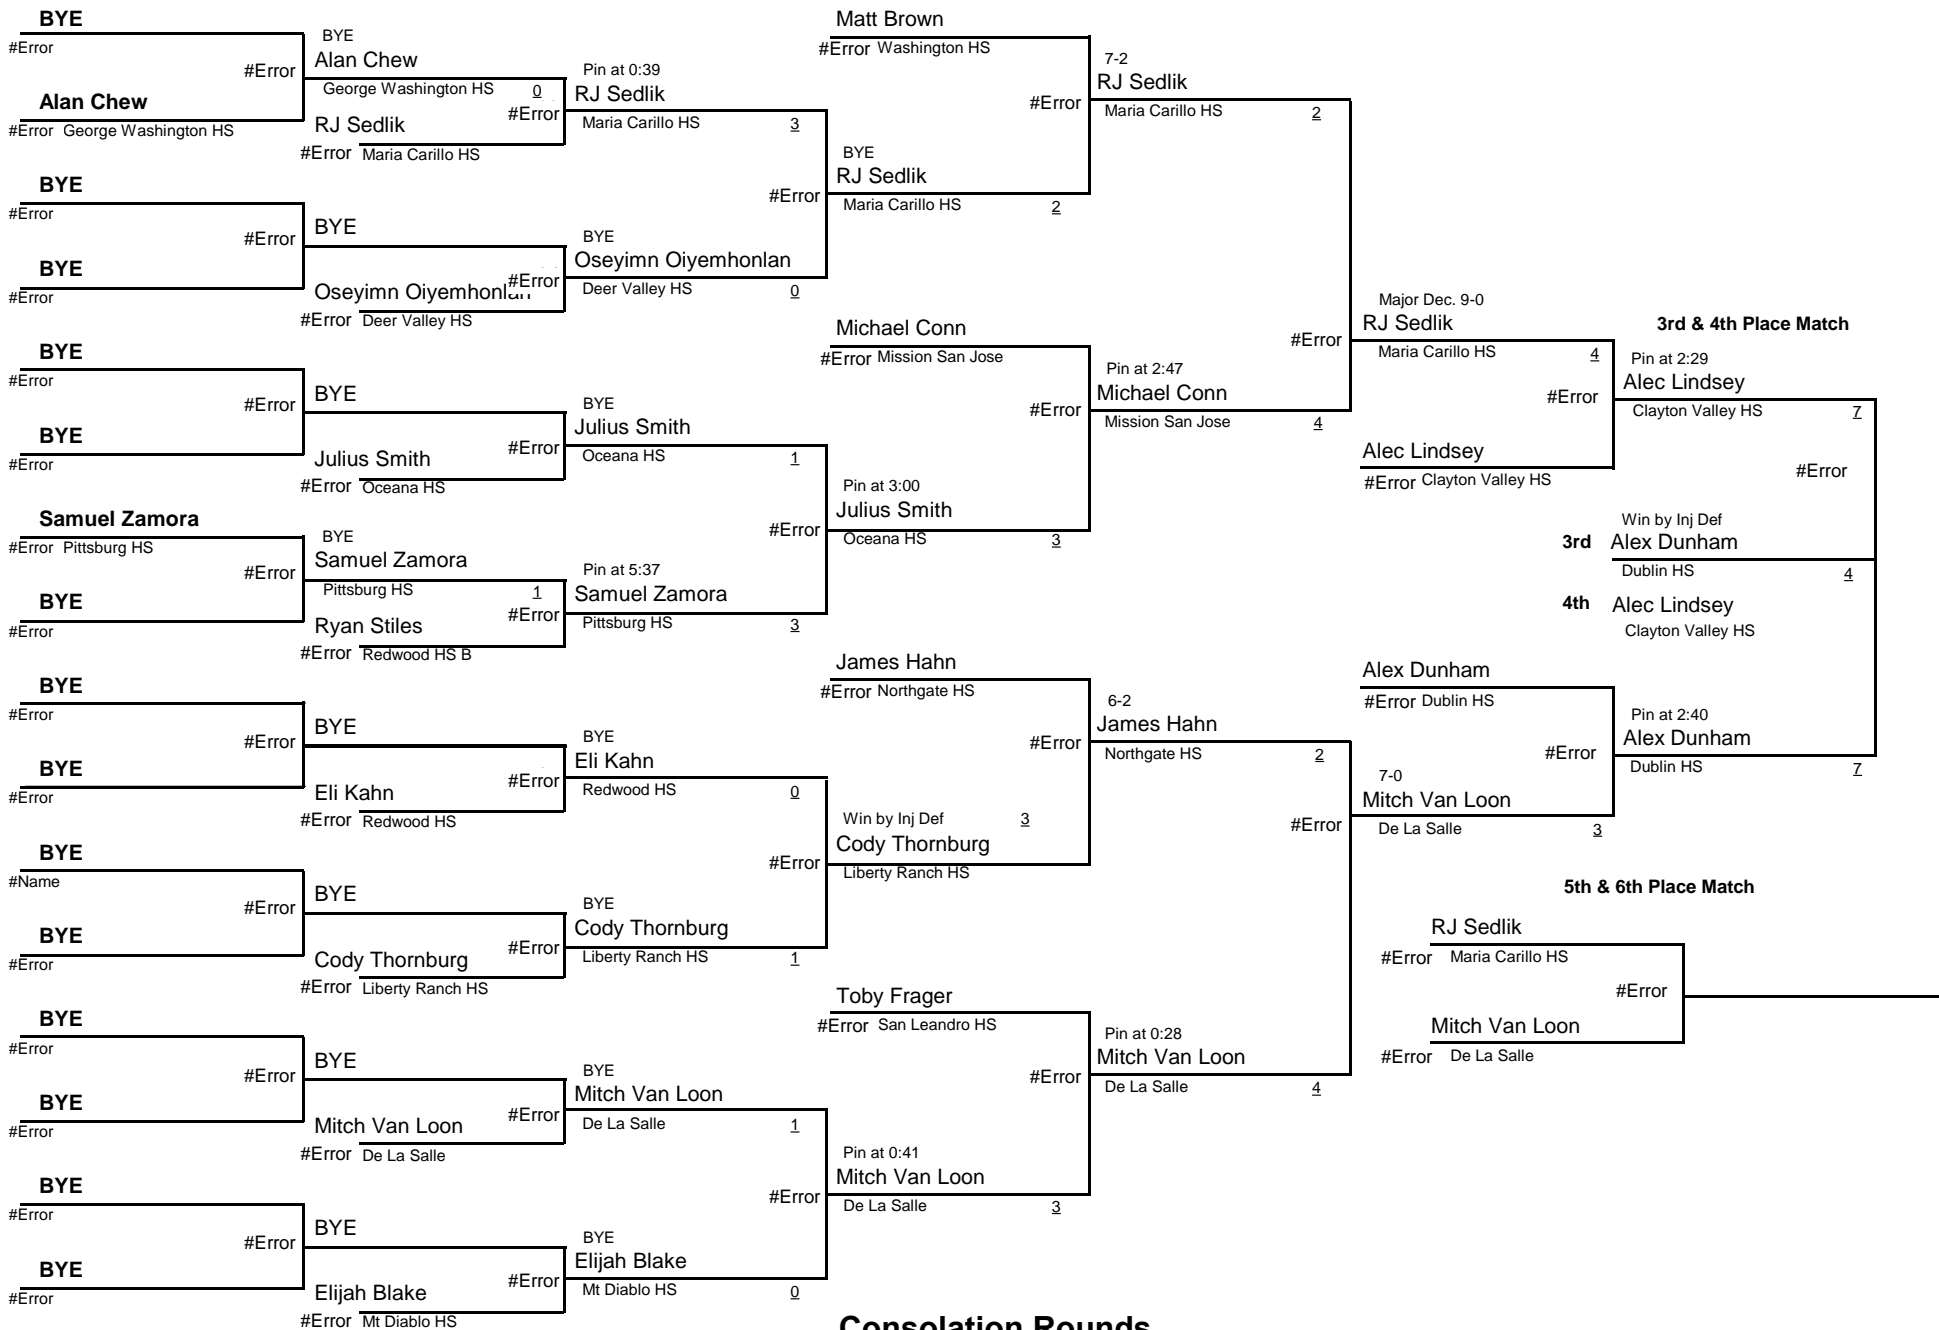 BYE
#Error
#Error
Alan Chew
#Error George Washington HS
BYE
#Error
#Error
BYE
#Error
BYE
#Error
#Error
BYE
#Error
Samuel Zamora
#Error Pittsburg HS
#Error
BYE
#Error
BYE
#Error
#Error
BYE
#Error
BYE
#Name
#Error
BYE
#Error
BYE
#Error
#Error
BYE
#Error
BYE
#Error
#Error
BYE
#Error
BYE
Alan Chew
George Washington HS 0
#Error
RJ Sedlik
#Error Maria Carillo HS
BYE
#Error
Oseyimn Oiyemhonlan
#Error Deer Valley HS
BYE
#Error
Julius Smith
#Error Oceana HS
BYE
Samuel Zamora
Pittsburg HS 1
#Error
Ryan Stiles
#Error Redwood HS B
BYE
#Error
Eli Kahn
#Error Redwood HS
BYE
#Error
Cody Thornburg
#Error Liberty Ranch HS
BYE
#Error
Mitch Van Loon
#Error De La Salle
BYE
#Error
Elijah Blake
#Error Mt Diablo HS
Pin at 0:39
RJ Sedlik
Maria Carillo HS 3
#Error
BYE
Oseyimn Oiyemhonlan
Deer Valley HS 0
BYE
Julius Smith
Oceana HS 1
#Error
Pin at 5:37
Samuel Zamora
Pittsburg HS 3
BYE
Eli Kahn
Redwood HS 0
#Error
BYE
Cody Thornburg
Liberty Ranch HS 1
BYE
Mitch Van Loon
De La Salle 1
#Error
BYE
Elijah Blake
Mt Diablo HS 0
Matt Brown
#Error Washington HS
#Error
BYE
RJ Sedlik
Maria Carillo HS 2
Michael Conn
#Error Mission San Jose
#Error
Pin at 3:00
Julius Smith
Oceana HS 3
James Hahn
#Error Northgate HS
#Error
Win by Inj Def 3
Cody Thornburg
Liberty Ranch HS
Toby Frager
#Error San Leandro HS
#Error
Pin at 0:41
Mitch Van Loon
De La Salle 3
7-2
RJ Sedlik
Maria Carillo HS 2
#Error
Pin at 2:47
Michael Conn
Mission San Jose 4
6-2
James Hahn
Northgate HS 2
#Error
Pin at 0:28
Mitch Van Loon
De La Salle 4
Major Dec. 9-0
RJ Sedlik
Maria Carillo HS 4
#Error
Alec Lindsey
#Error Clayton Valley HS
Alex Dunham
#Error Dublin HS
#Error
7-0
Mitch Van Loon
De La Salle 3
3rd & 4th Place Match
Pin at 2:29
Alec Lindsey
Clayton Valley HS 7
#Error
Win by Inj Def
3rd Alex Dunham
Dublin HS 4
4th Alec Lindsey
Clayton Valley HS
Pin at 2:40
Alex Dunham
Dublin HS 7
5th & 6th Place Match
RJ Sedlik
#Error Maria Carillo HS
#Error
Mitch Van Loon
#Error De La Salle
Consolation Rounds